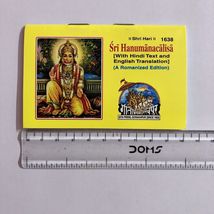 ॥ Shri Hari ॥ 1638
Śrī Hanumānacālīsā
[With Hindi Text and
English Translation]
(A Romanized Edition)
DOMS